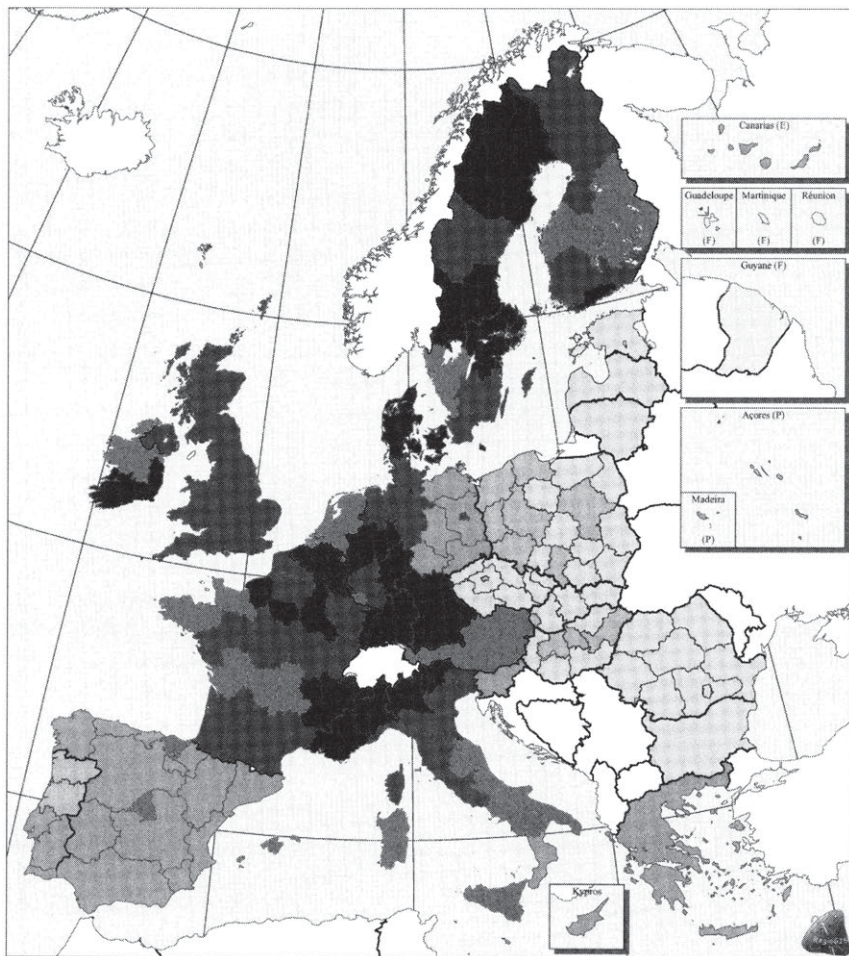 Canarias (E)
Guadeloupe
Martinique
Réunion
(F)
(F)
(F)
Guyane (F)
Açores (P)
Madeira
(P)
Kypros